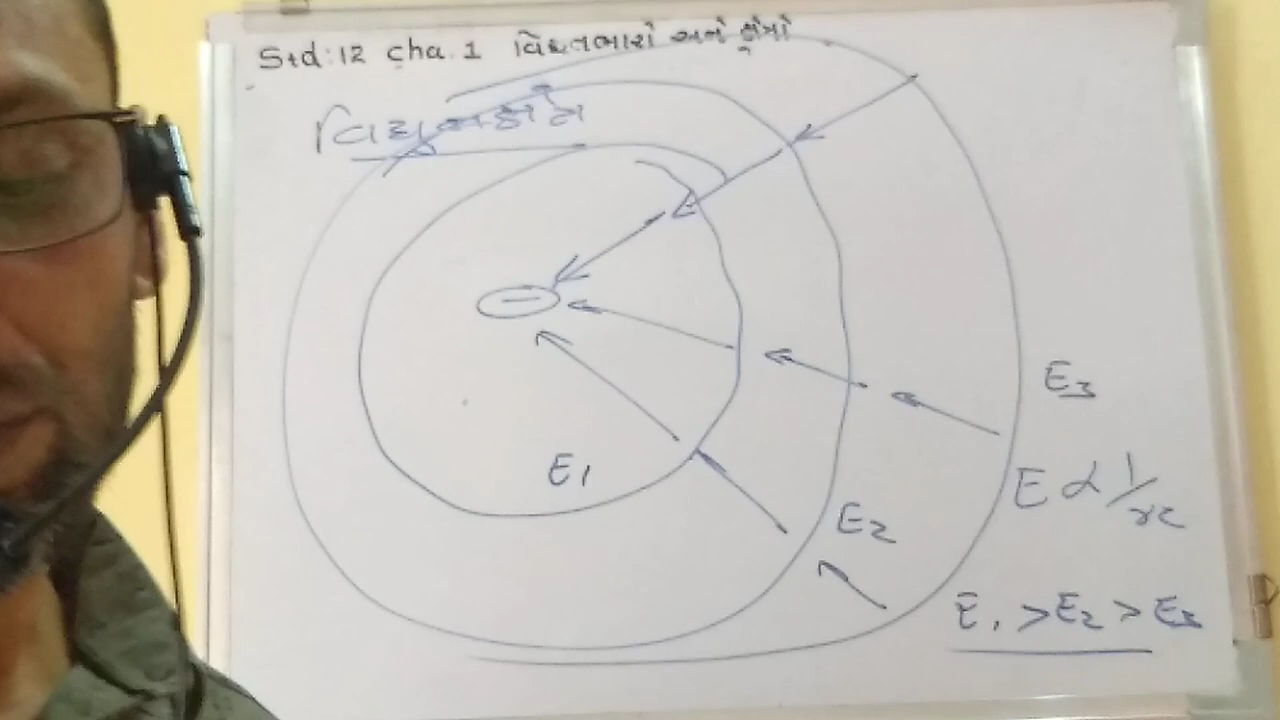 Std:12 cha.1 વિદ્યુતભારો અને ક્ષેત્રો
વિદ્યુતક્ષેત્ર
−
E₃
E₁
E ∝ 1/r²
E₂
E₁ > E₂ > E₃